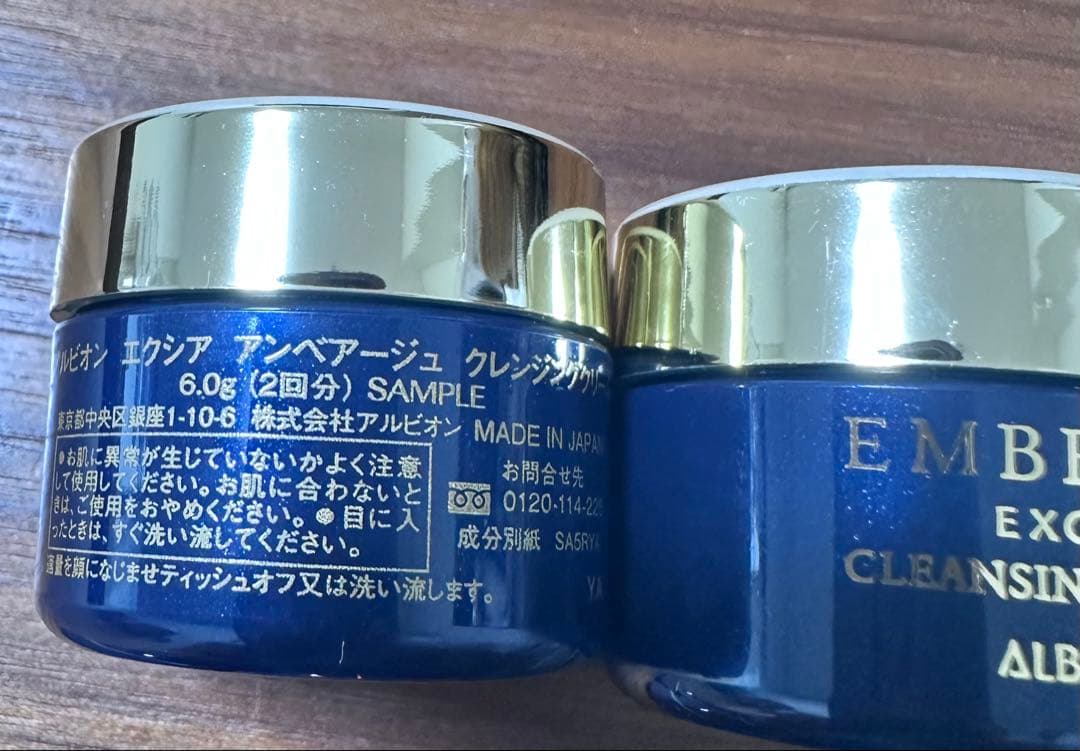 ルビオン エクシア アンベアージュ クレンジングクリー
6.0g (2回分) SAMPLE
東京都中央区銀座1-10-6 株式会社アルビオン
MADE IN JAPAN
●お肌に異常が生じていないかよく注意
して使用してください。お肌に合わないと
きは、ご使用をおやめください。●目に入
ったときは、すぐ洗い流してください。
お問合せ先
0120-114-225
成分別紙 SA5RYA
適量を顔になじませティッシュオフ又は洗い流します。
EMBE
EXC
CLEANSIN
ALB